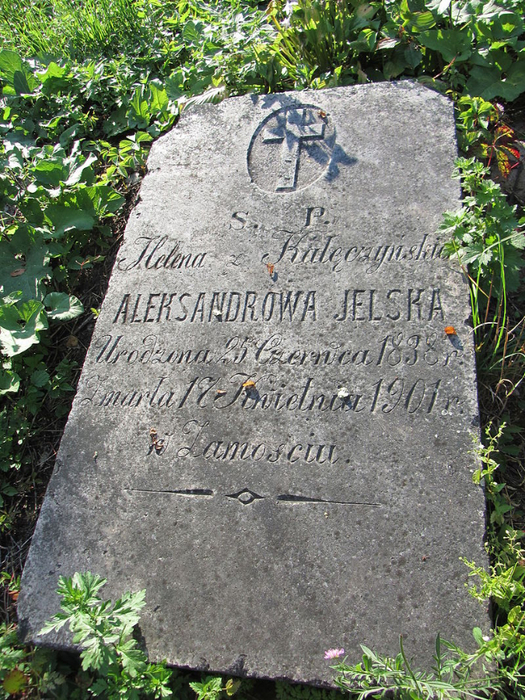 S. P.
Helena z Kulęczyńskich
ALEKSANDROWA JELSKA
Urodzona 25 Czerwca 1838 r.
Zmarła 17 Kwietnia 1901 r.
w Zamościu.